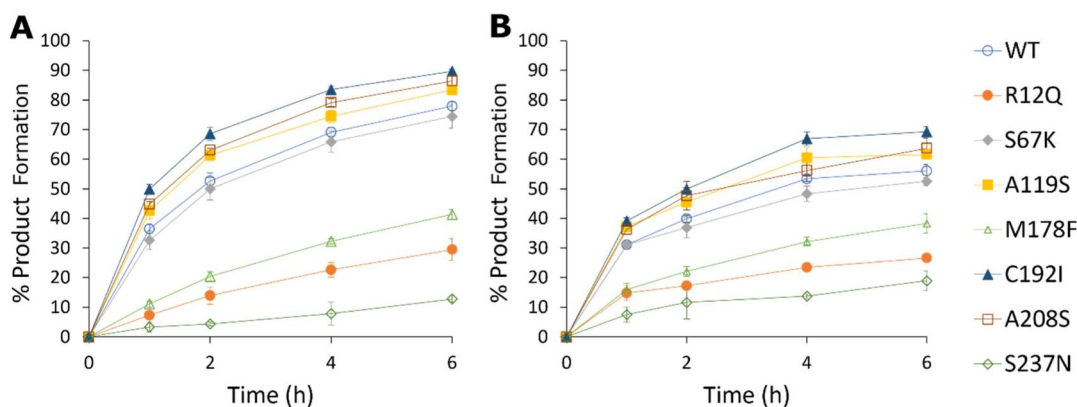 A
% Product Formation
100
90
80
70
60
50
40
30
20
10
0
0 2 4 6
Time (h)
B
% Product Formation
100
90
80
70
60
50
40
30
20
10
0
0 2 4 6
Time (h)
WT
R12Q
S67K
A119S
M178F
C192I
A208S
S237N